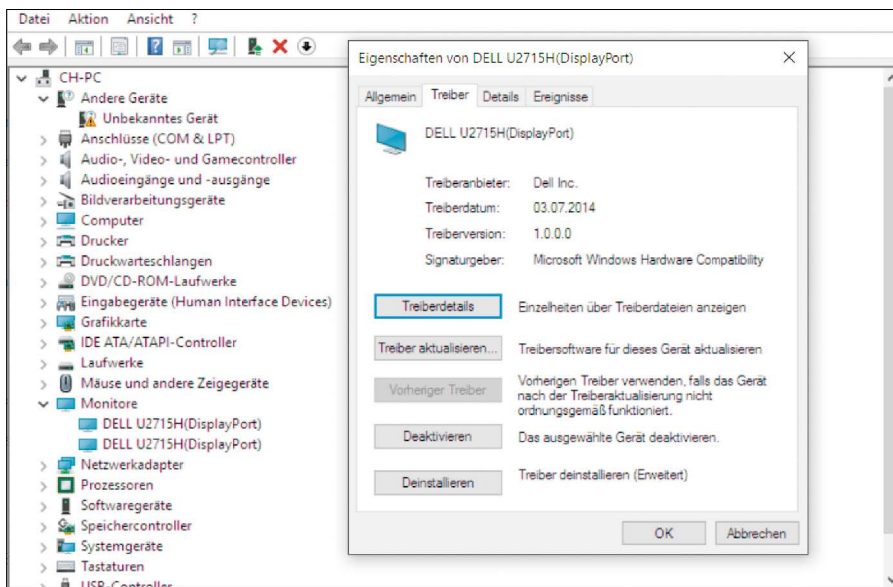 Datei Aktion Ansicht ?
CH-PC
Andere Geräte
Unbekanntes Gerät
Anschlüsse (COM & LPT)
Audio-, Video- und Gamecontroller
Audioeingänge und -ausgänge
Bildverarbeitungsgeräte
Computer
Drucker
Druckwarteschlangen
DVD/CD-ROM-Laufwerke
Eingabegeräte (Human Interface Devices)
Grafikkarte
IDE ATA/ATAPI-Controller
Laufwerke
Mäuse und andere Zeigegeräte
Monitore
DELL U2715H(DisplayPort)
DELL U2715H(DisplayPort)
Netzwerkadapter
Prozessoren
Softwaregeräte
Speichercontroller
Systemgeräte
Tastaturen
USB-Controller
Eigenschaften von DELL U2715H(DisplayPort)
Allgemein Treiber Details Ereignisse
DELL U2715H(DisplayPort)
Treiberanbieter: Dell Inc.
Treiberdatum: 03.07.2014
Treiberversion: 1.0.0.0
Signaturgeber: Microsoft Windows Hardware Compatibility
Treiberdetails Einzelheiten über Treiberdateien anzeigen
Treiber aktualisieren... Treibersoftware für dieses Gerät aktualisieren
Vorheriger Treiber Vorherigen Treiber verwenden, falls das Gerät
nach der Treiberaktualisierung nicht
ordnungsgemäß funktioniert.
Deaktivieren Das ausgewählte Gerät deaktivieren.
Deinstallieren Treiber deinstallieren (Erweitert)
OK Abbrechen